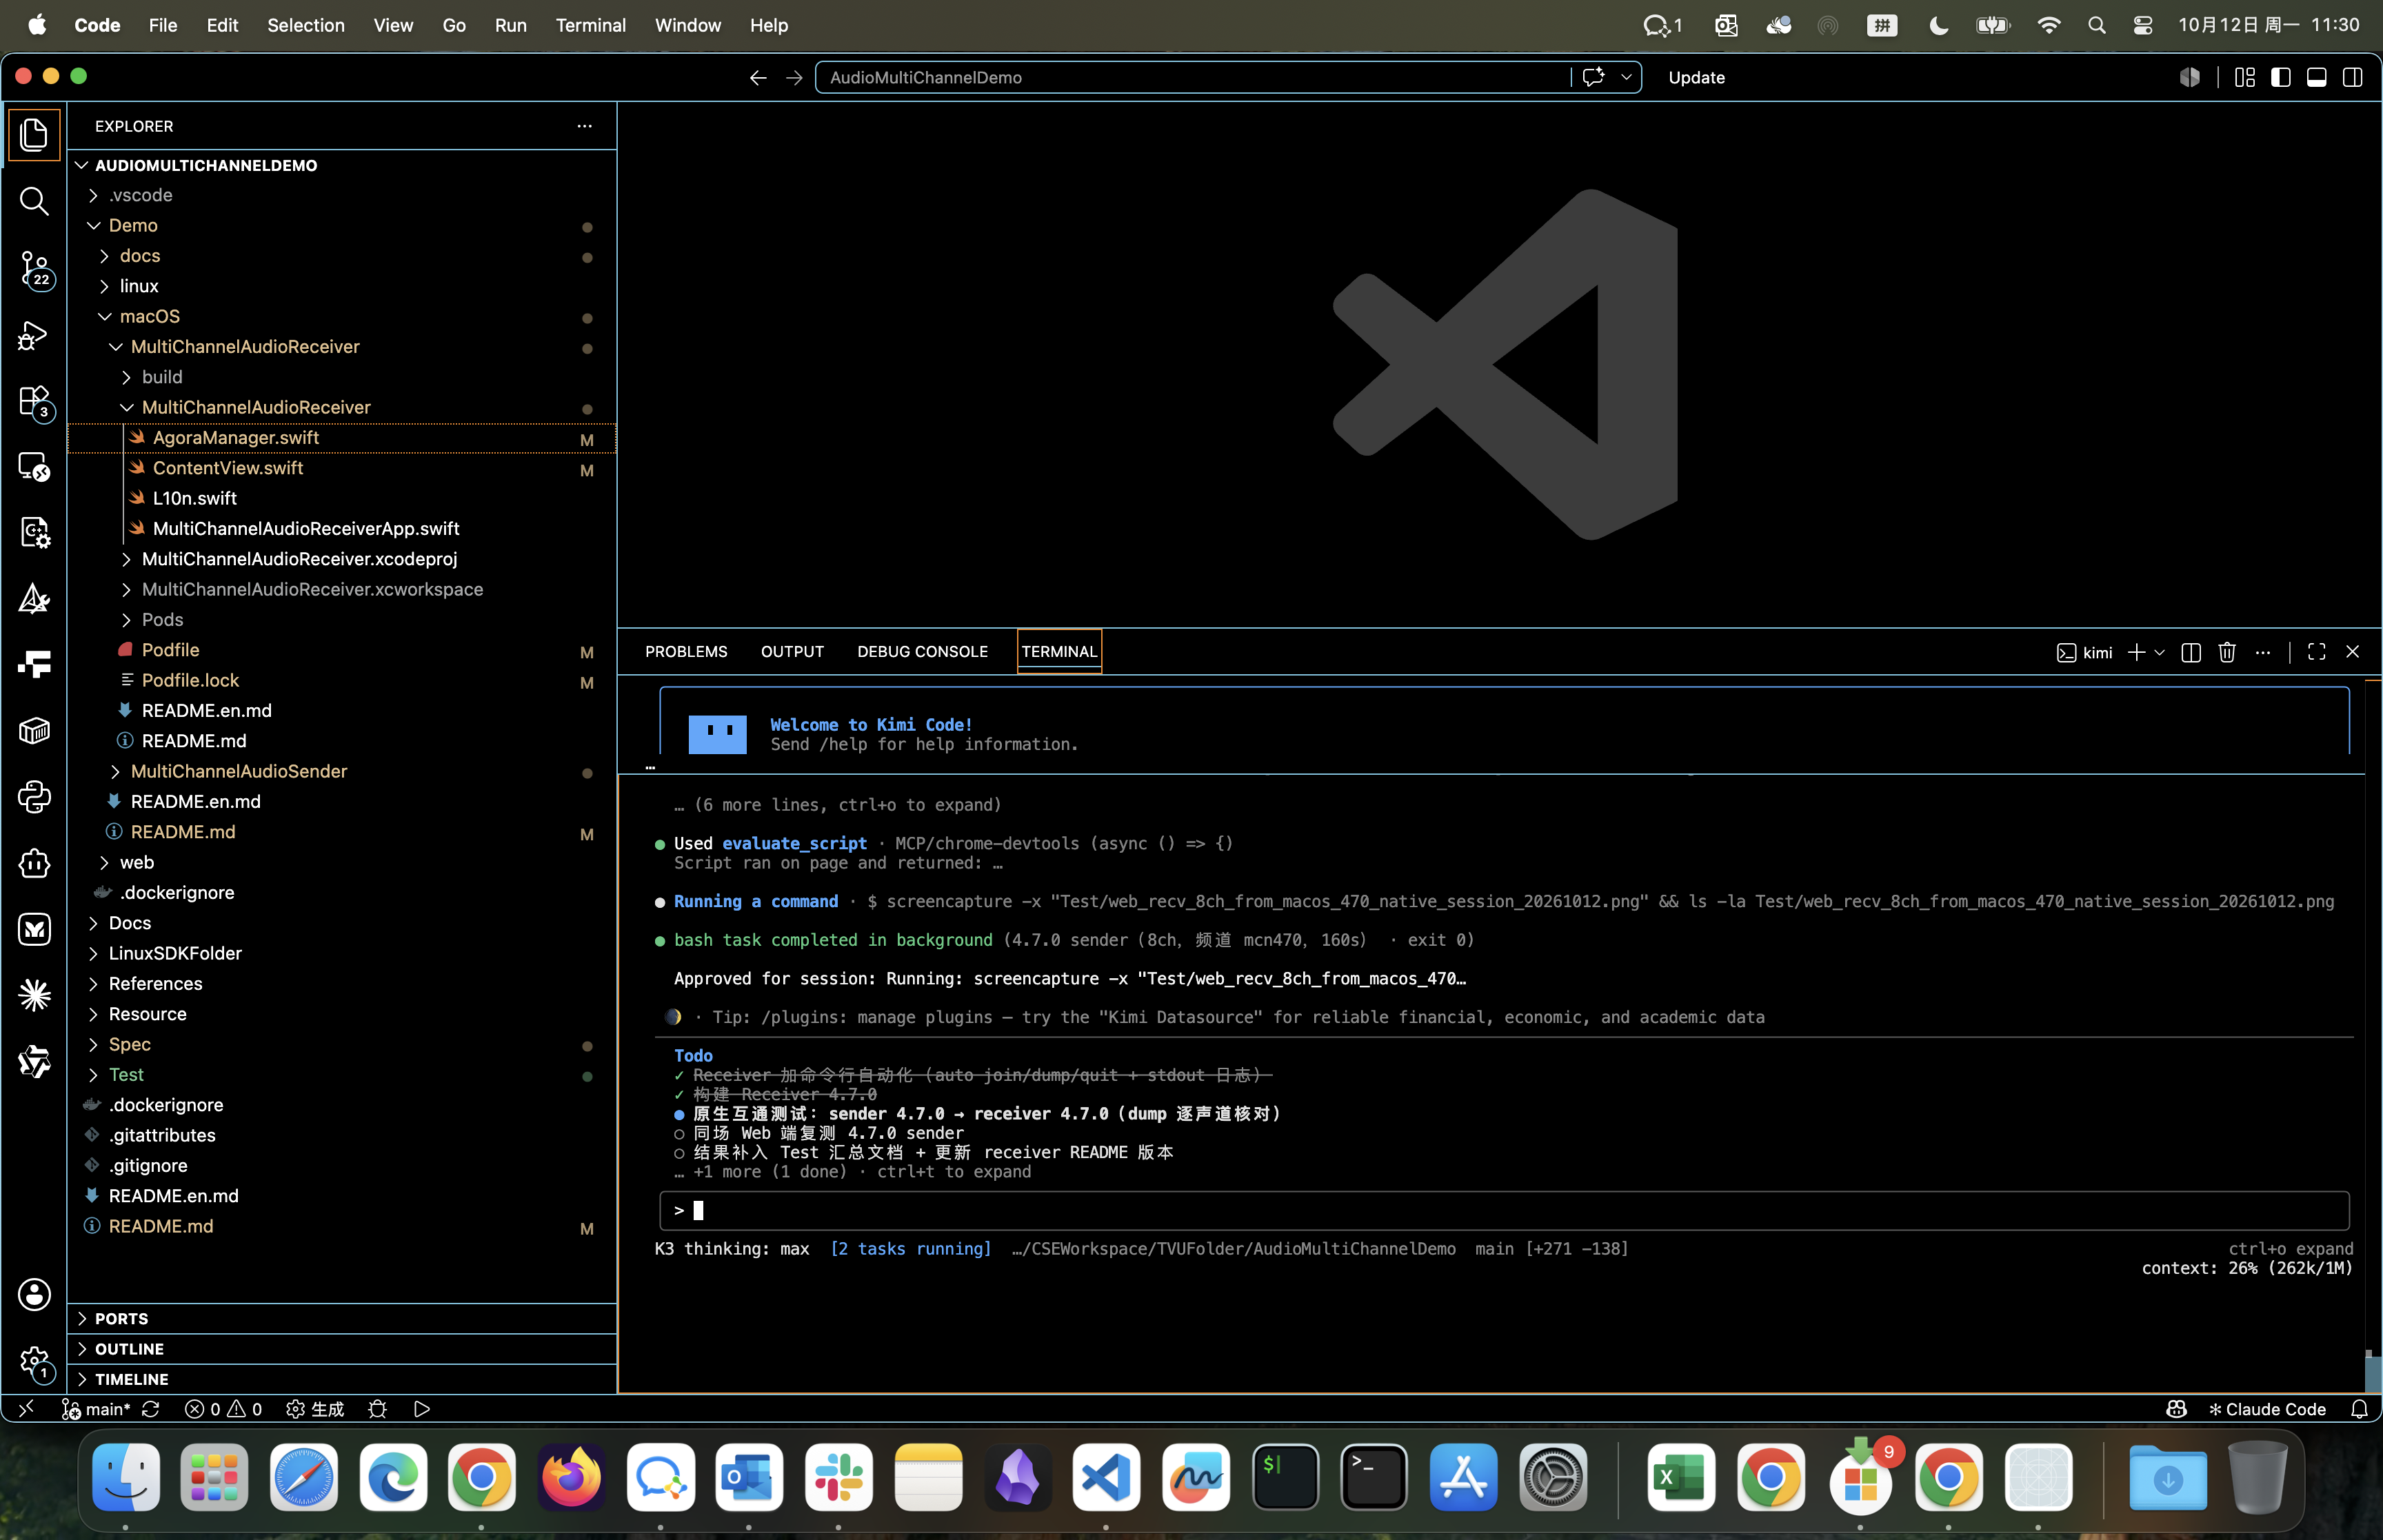 Code File Edit Selection View Go Run Terminal Window Help
1 拼 10月12日 周一 11:30
AudioMultiChannelDemo
Update
EXPLORER
AUDIOMULTICHANNELDEMO
.vscode
Demo
docs
linux
macOS
MultiChannelAudioReceiver
build
MultiChannelAudioReceiver
AgoraManager.swift M
ContentView.swift M
L10n.swift
MultiChannelAudioReceiverApp.swift
MultiChannelAudioReceiver.xcodeproj
MultiChannelAudioReceiver.xcworkspace
Pods
Podfile M
Podfile.lock M
README.en.md
README.md
MultiChannelAudioSender
README.en.md
README.md M
web
.dockerignore
Docs
LinuxSDKFolder
References
Resource
Spec
Test
.dockerignore
.gitattributes
.gitignore
README.en.md
README.md M
PORTS
OUTLINE
TIMELINE
22
3
1
PROBLEMS OUTPUT DEBUG CONSOLE TERMINAL
kimi
Welcome to Kimi Code!
Send /help for help information.
…
… (6 more lines, ctrl+o to expand)
Used evaluate_script · MCP/chrome-devtools (async () => {)
Script ran on page and returned: …
Running a command · $ screencapture -x "Test/web_recv_8ch_from_macos_470_native_session_20261012.png" && ls -la Test/web_recv_8ch_from_macos_470_native_session_20261012.png
bash task completed in background (4.7.0 sender（8ch, 频道 mcn470, 160s） · exit 0)
Approved for session: Running: screencapture -x "Test/web_recv_8ch_from_macos_470…
· Tip: /plugins: manage plugins — try the "Kimi Datasource" for reliable financial, economic, and academic data
Todo
✓ Receiver 加命令行自动化（auto join/dump/quit + stdout 日志）
✓ 构建 Receiver 4.7.0
● 原生互通测试: sender 4.7.0 → receiver 4.7.0（dump 逐声道核对）
○ 同场 Web 端复测 4.7.0 sender
○ 结果补入 Test 汇总文档 + 更新 receiver README 版本
… +1 more (1 done) · ctrl+t to expand
>
K3 thinking: max [2 tasks running] …/CSEWorkspace/TVUFolder/AudioMultiChannelDemo main [+271 -138]
ctrl+o expand
context: 26% (262k/1M)
main* 0 0 生成
Claude Code
9